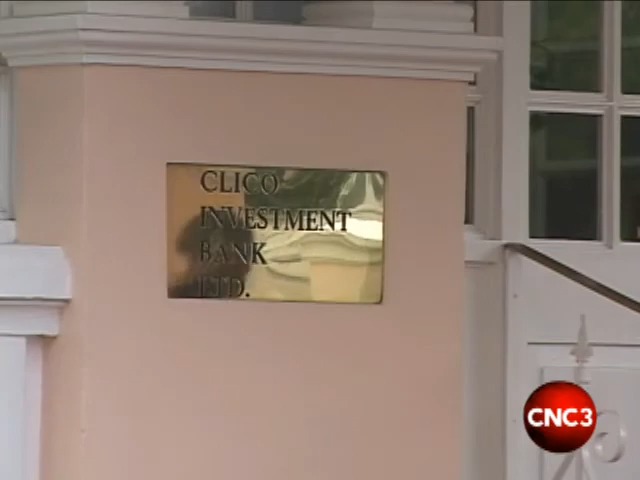 CLICO
INVESTMENT
BANK
LTD.
CNC3